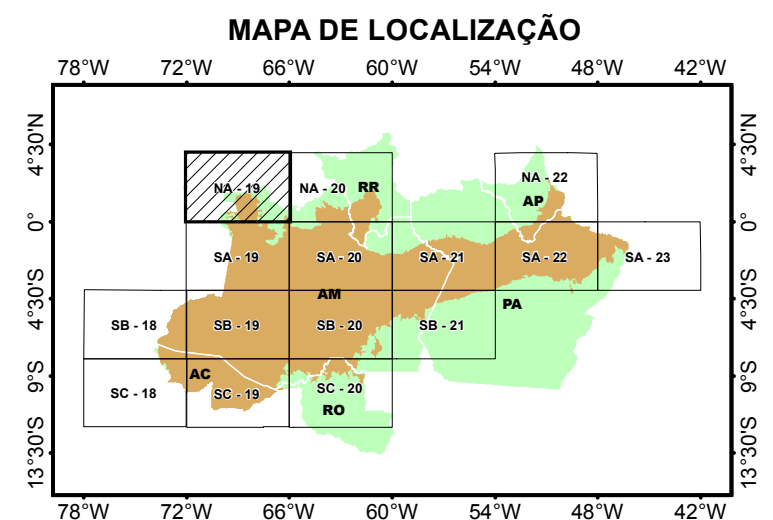 MAPA DE LOCALIZAÇÃO
78°W 72°W 66°W 60°W 54°W 48°W 42°W
4°30'N 4°30'N
NA - 19 NA - 20 RR NA - 22
AP
0° 0°
SA - 19 SA - 20 SA - 21 SA - 22 SA - 23
4°30'S AM PA 4°30'S
SB - 18 SB - 19 SB - 20 SB - 21
9°S AC 9°S
SC - 18 SC - 19 SC - 20
RO
13°30'S 13°30'S
78°W 72°W 66°W 60°W 54°W 48°W 42°W